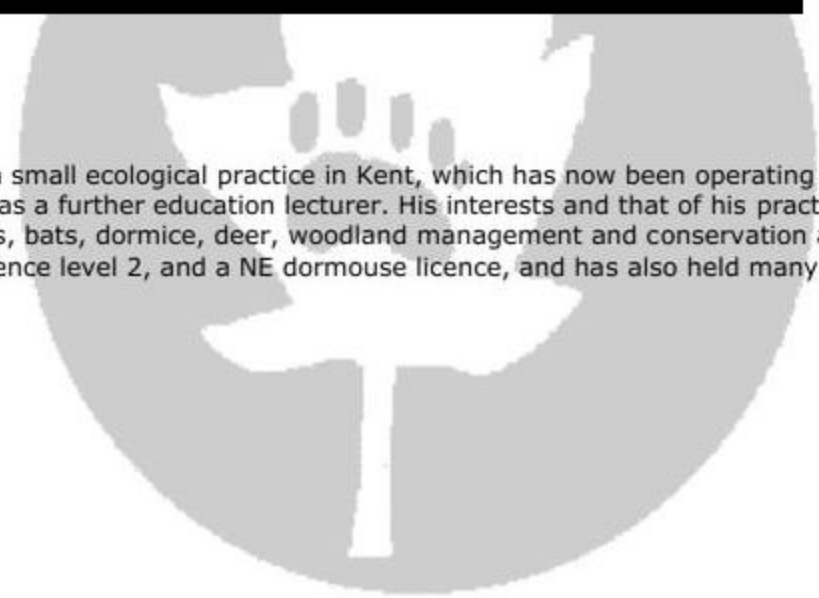 small ecological practice in Kent, which has now been operating
as a further education lecturer. His interests and that of his pract
s, bats, dormice, deer, woodland management and conservation a
ence level 2, and a NE dormouse licence, and has also held many